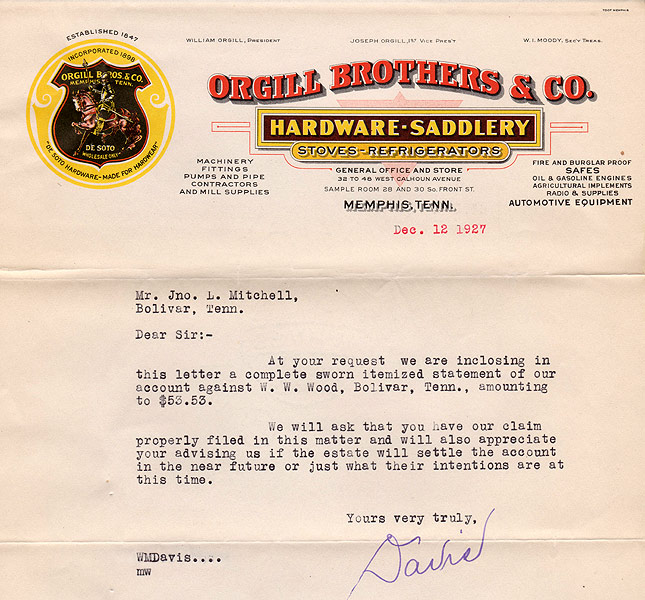 TOOF MEMPHIS
ESTABLISHED 1847
INCORPORATED 1898
ORGILL BROS. & CO.
MEMPHIS, TENN.
DE SOTO
WHOLESALE ONLY
"DE SOTO HARDWARE-MADE FOR HARDWEAR"
WILLIAM ORGILL, PRESIDENT
JOSEPH ORGILL, 1ST VICE PRES'T
W. I. MOODY, SEC'Y TREAS.
ORGILL BROTHERS & CO.
HARDWARE-SADDLERY
STOVES-REFRIGERATORS
MACHINERY
FITTINGS
PUMPS AND PIPE
CONTRACTORS
AND MILL SUPPLIES
GENERAL OFFICE AND STORE
32 TO 48 WEST CALHOUN AVENUE
SAMPLE ROOM 28 AND 30 SO. FRONT ST.
MEMPHIS, TENN.
FIRE AND BURGLAR PROOF
SAFES
OIL & GASOLINE ENGINES
AGRICULTURAL IMPLEMENTS
RADIO & SUPPLIES
AUTOMOTIVE EQUIPMENT
Dec. 12 1927
Mr. Jno. L. Mitchell,
Bolivar, Tenn.
Dear Sir:-
At your request we are inclosing in
this letter a complete sworn itemized statement of our
account against W. W. Wood, Bolivar, Tenn., amounting
to $53.53.
We will ask that you have our claim
properly filed in this matter and will also appreciate
your advising us if the estate will settle the account
in the near future or just what their intentions are at
this time.
Yours very truly,
Davis
WMDavis....
mw